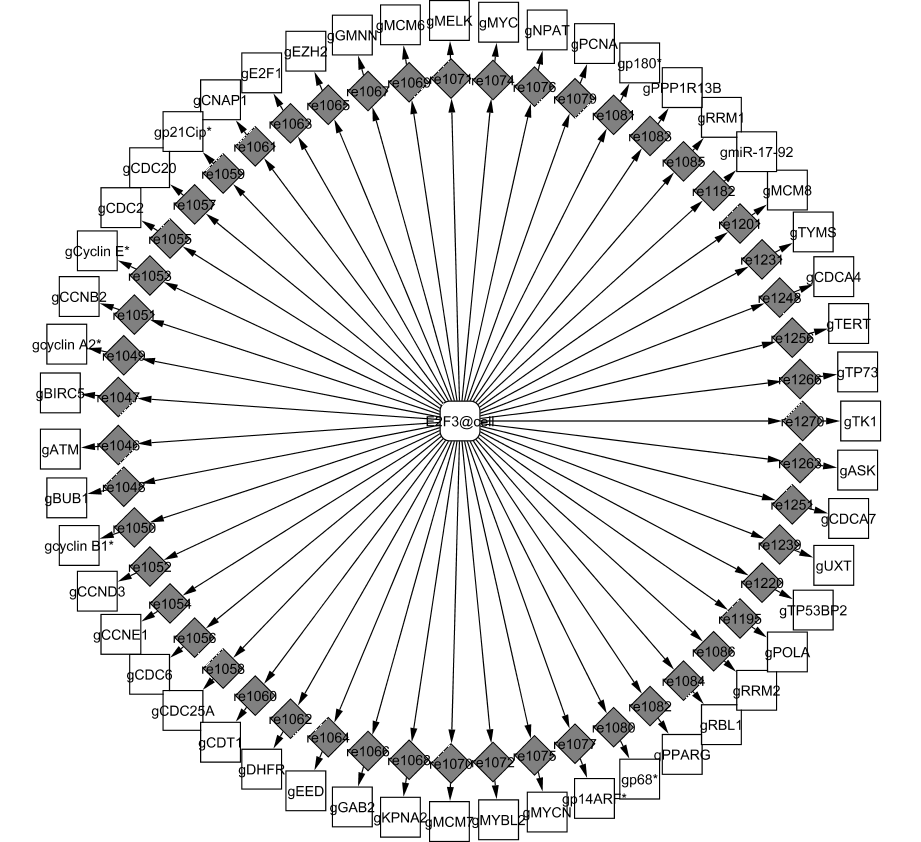 gMELK
gMCM6
gMYC
gGMNN
gNPAT
gEZH2
gPCNA
gE2F1
gp180*
gCNAP1
gPPP1R13B
gp21Cip*
gRRM1
gCDC20
gmiR-17-92
gCDC2
gMCM8
gCyclin E*
gTYMS
gCCNB2
gCDCA4
gcyclin A2*
gTERT
gBIRC5
gTP73
re1071
re1069
re1074
re1067
re1076
re1065
re1079
re1063
re1081
re1061
re1083
re1059
re1085
re1057
re1182
re1055
re1201
re1053
re1231
re1051
re1248
re1049
re1256
re1047
re1266
E2F3@cell
re1270
gTK1
gATM
re1046
re1263
gASK
gBUB1
re1048
re1251
gCDCA7
gcyclin B1*
re1050
re1239
gUXT
gCCND3
re1052
re1220
gTP53BP2
gCCNE1
re1054
re1195
gPOLA
gCDC6
re1056
re1086
gRRM2
gCDC25A
re1058
re1084
gRBL1
gCDT1
re1060
re1082
gPPARG
gDHFR
re1062
re1080
gp68*
gEED
re1064
re1077
gp14ARF*
gGAB2
re1066
re1075
gMYCN
gKPNA2
re1068
re1072
gMYBL2
re1070
gMCM7